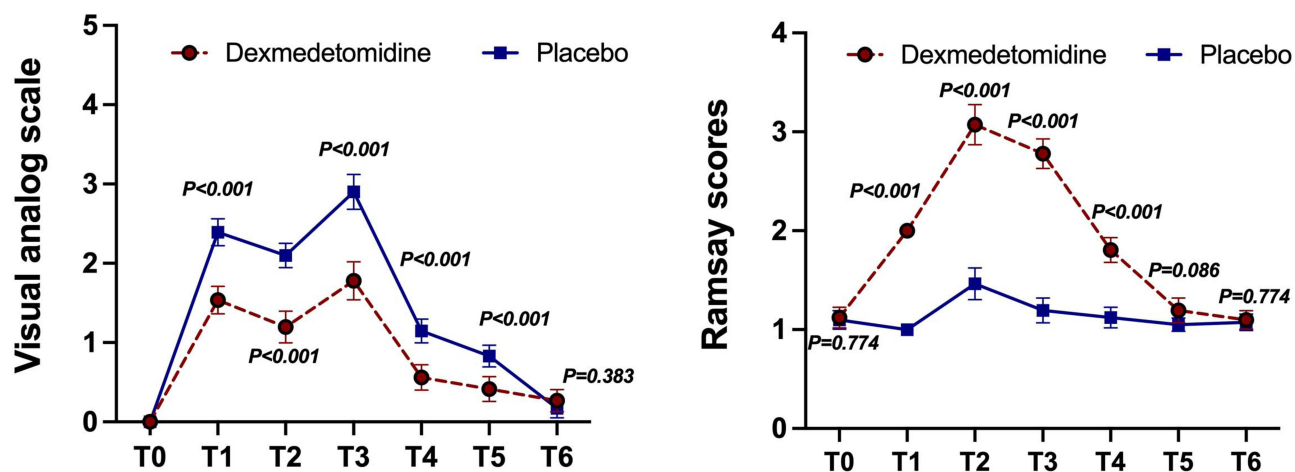 Visual analog scale
5
4
3
2
1
0
Dexmedetomidine Placebo
P<0.001
P<0.001
P<0.001
P<0.001
P<0.001
P=0.383
T0 T1 T2 T3 T4 T5 T6
Ramsay scores
4
3
2
1
0
Dexmedetomidine Placebo
P<0.001
P<0.001
P<0.001
P<0.001
P=0.086
P=0.774
P=0.774
T0 T1 T2 T3 T4 T5 T6